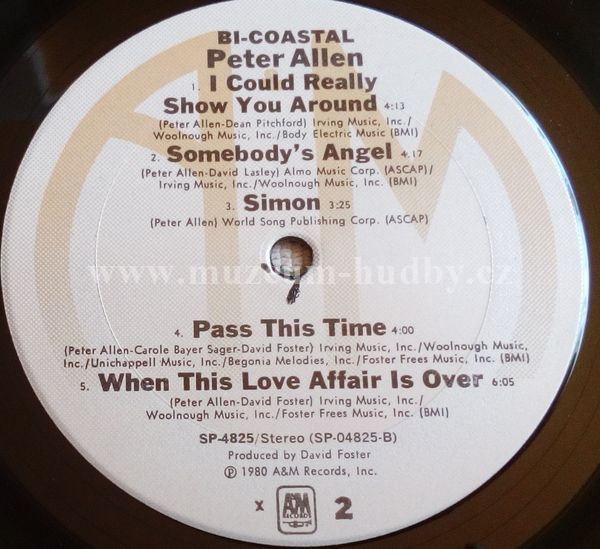 BI-COASTAL
Peter Allen
1. I Could Really
Show You Around 4:13
(Peter Allen-Dean Pitchford) Irving Music, Inc./
Woolnough Music, Inc./Body Electric Music (BMI)
2. Somebody's Angel 4:17
(Peter Allen-David Lasley) Almo Music Corp. (ASCAP)/
Irving Music, Inc./Woolnough Music, Inc. (BMI)
3. Simon 3:25
(Peter Allen) World Song Publishing Corp. (ASCAP)
www.muzeum-hudby.cz
4. Pass This Time 4:00
(Peter Allen-Carole Bayer Sager-David Foster) Irving Music, Inc./Woolnough Music,
Inc./Unichappell Music, Inc./Begonia Melodies, Inc./Foster Frees Music, Inc. (BMI)
5. When This Love Affair Is Over 6:05
(Peter Allen-David Foster) Irving Music, Inc./
Woolnough Music, Inc./Foster Frees Music, Inc. (BMI)
SP-4825/Stereo (SP-04825-B)
Produced by David Foster
℗ 1980 A&M Records, Inc.
X A&M RECORDS 2